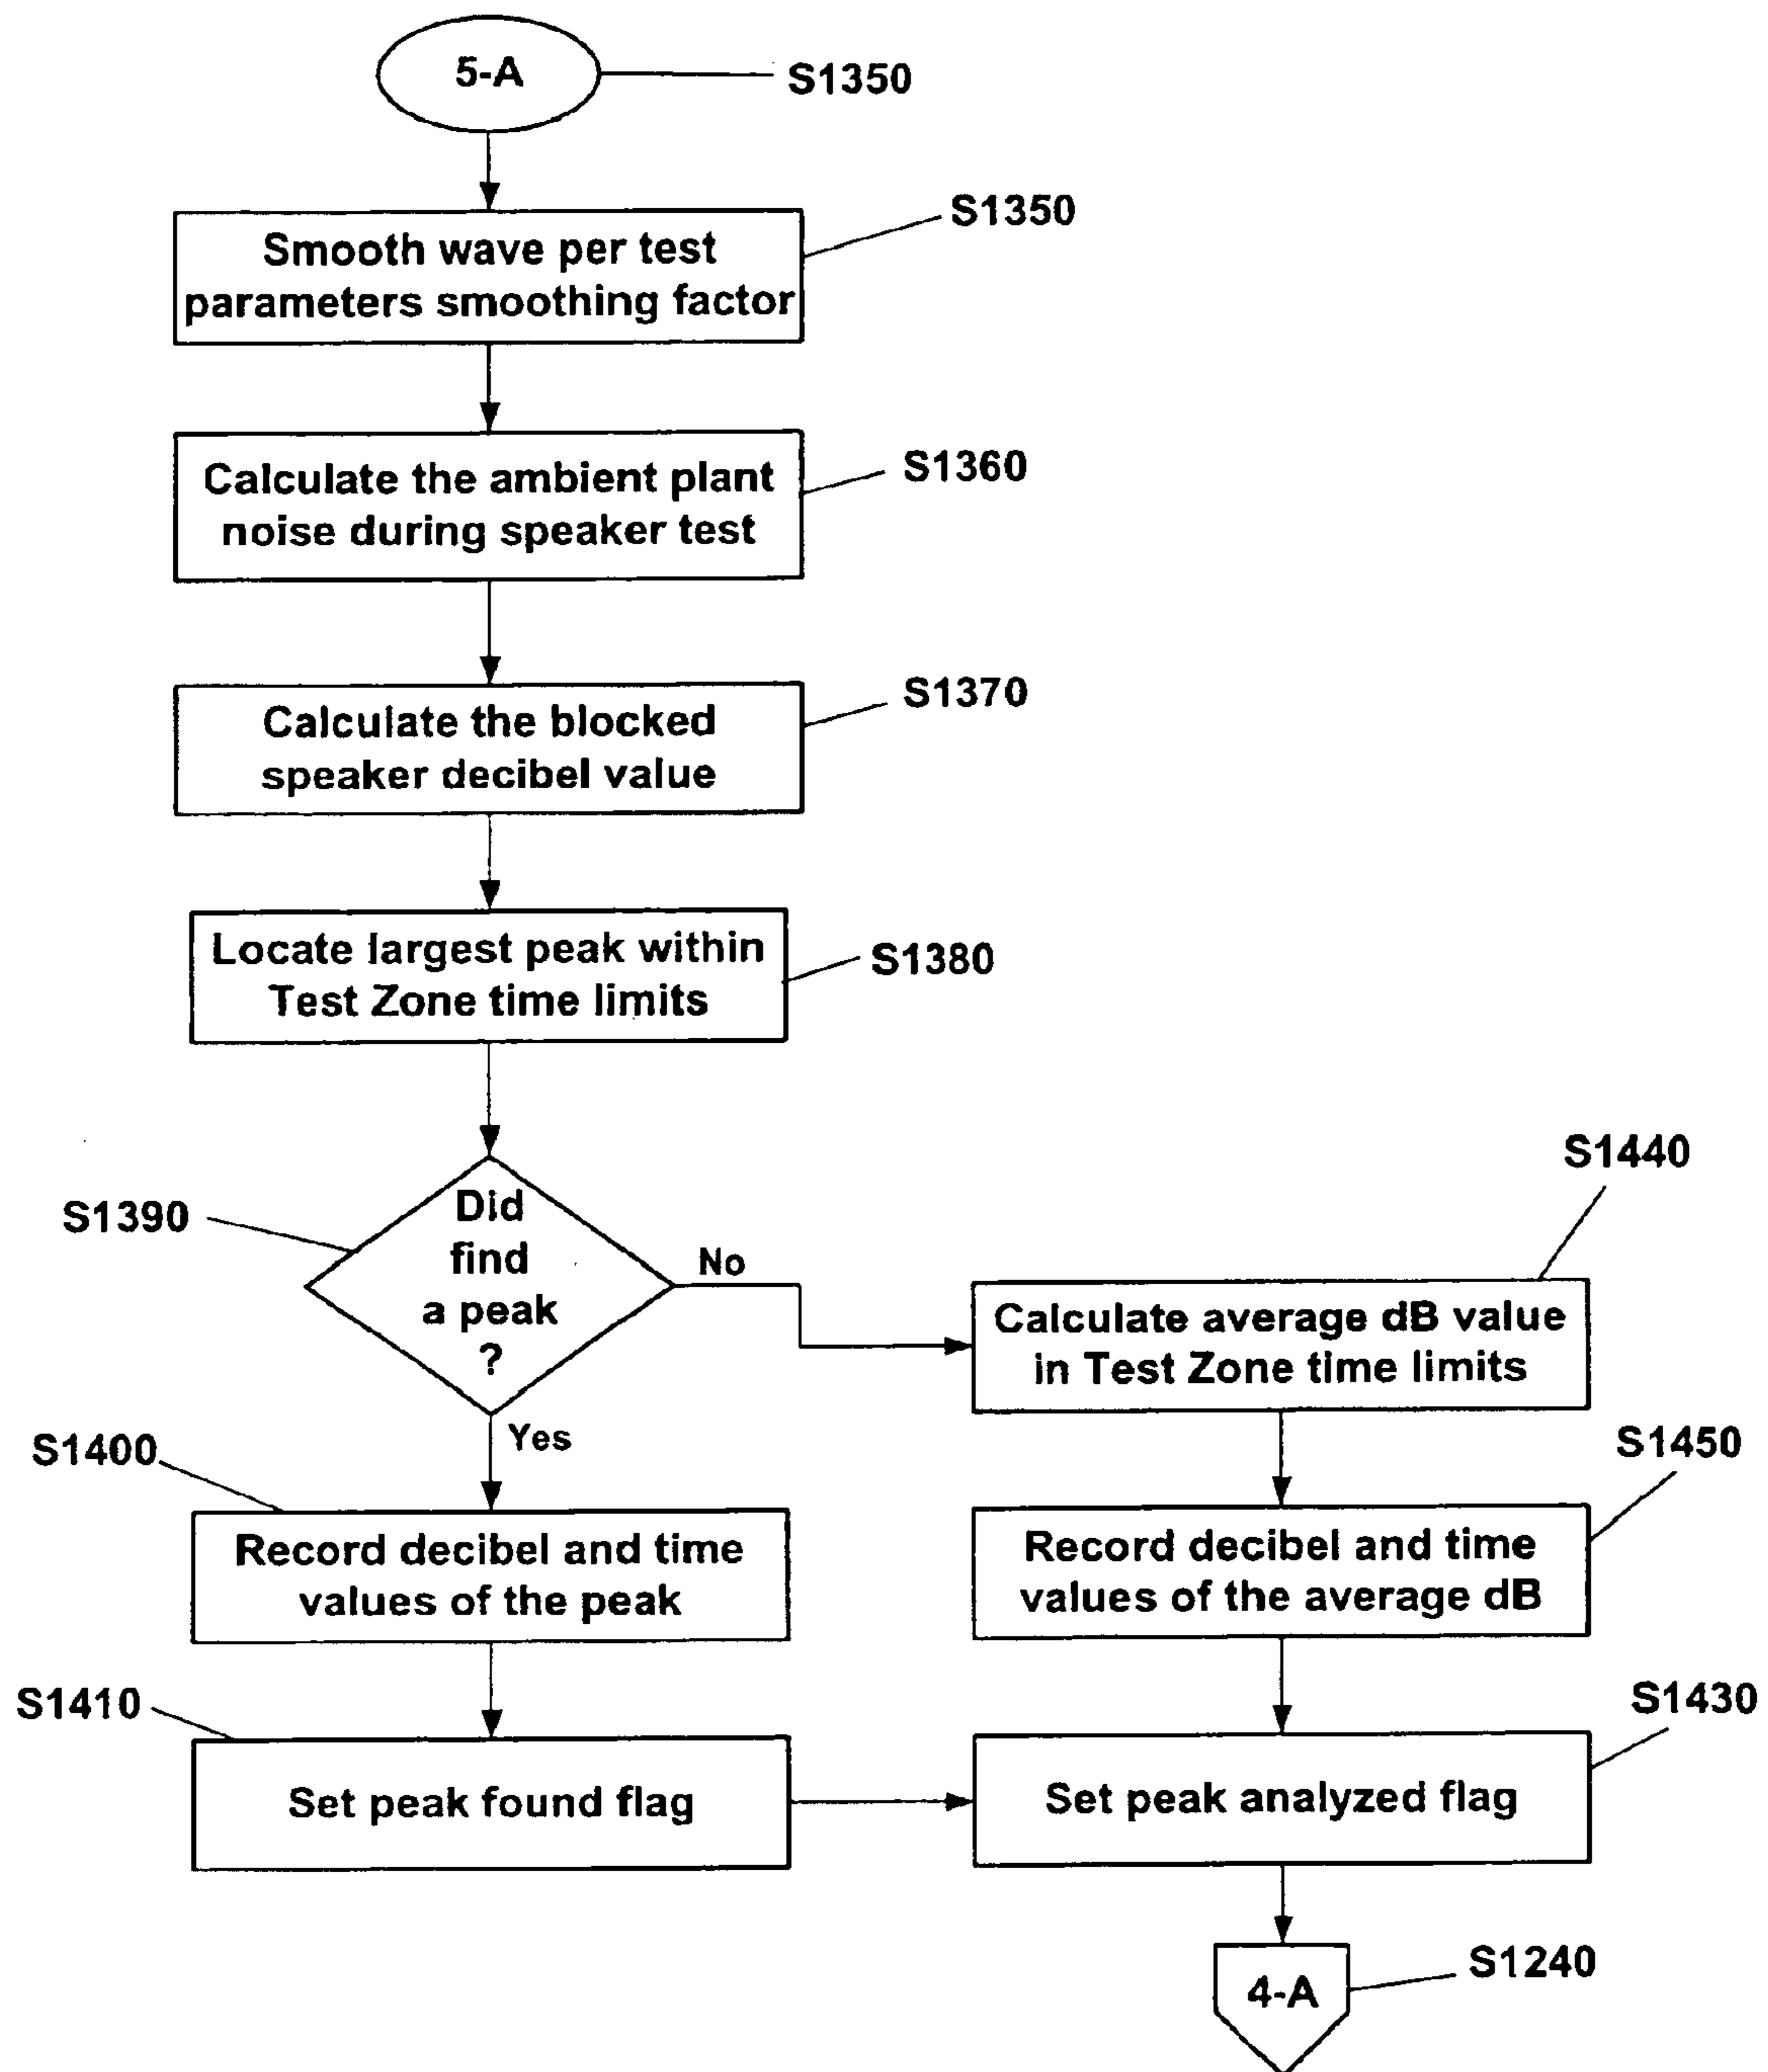 5-A
S1350
Smooth wave per test
parameters smoothing factor
S1350
Calculate the ambient plant
noise during speaker test
S1360
Calculate the blocked
speaker decibel value
S1370
Locate largest peak within
Test Zone time limits
S1380
S1390
Did
find
a peak
?
No
Yes
S1440
Calculate average dB value
in Test Zone time limits
S1400
Record decibel and time
values of the peak
S1450
Record decibel and time
values of the average dB
S1410
Set peak found flag
S1430
Set peak analyzed flag
4-A
S1240